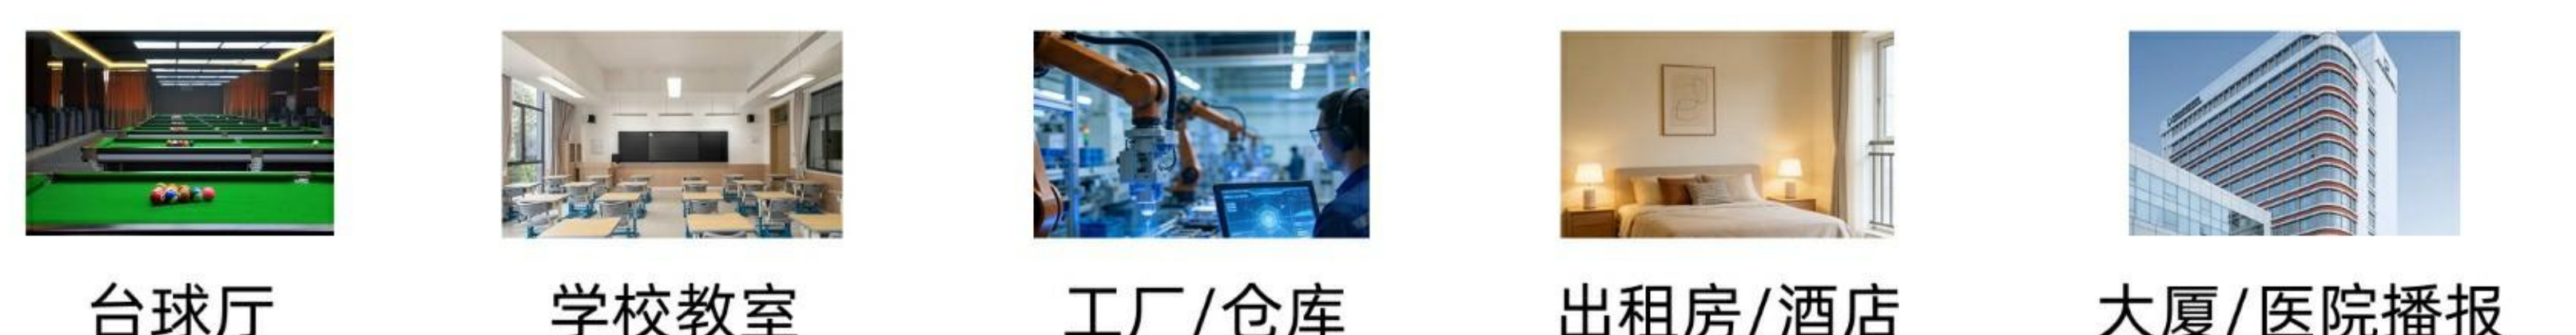 台球厅
学校教室
工厂/仓库
出租房/酒店
大厦/医院播报